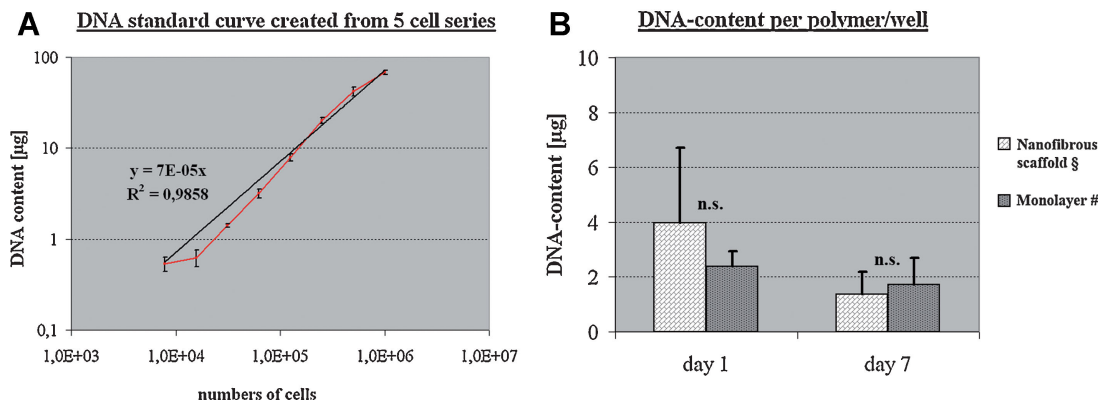 A
DNA standard curve created from 5 cell series
DNA content [µg]
100
10
1
0,1
y = 7E-05x
R² = 0,9858
1,0E+03
1,0E+04
1,0E+05
1,0E+06
1,0E+07
numbers of cells
B
DNA-content per polymer/well
DNA-content [µg]
10
8
6
4
2
0
n.s.
n.s.
day 1
day 7
Nanofibrous
scaffold §
Monolayer #